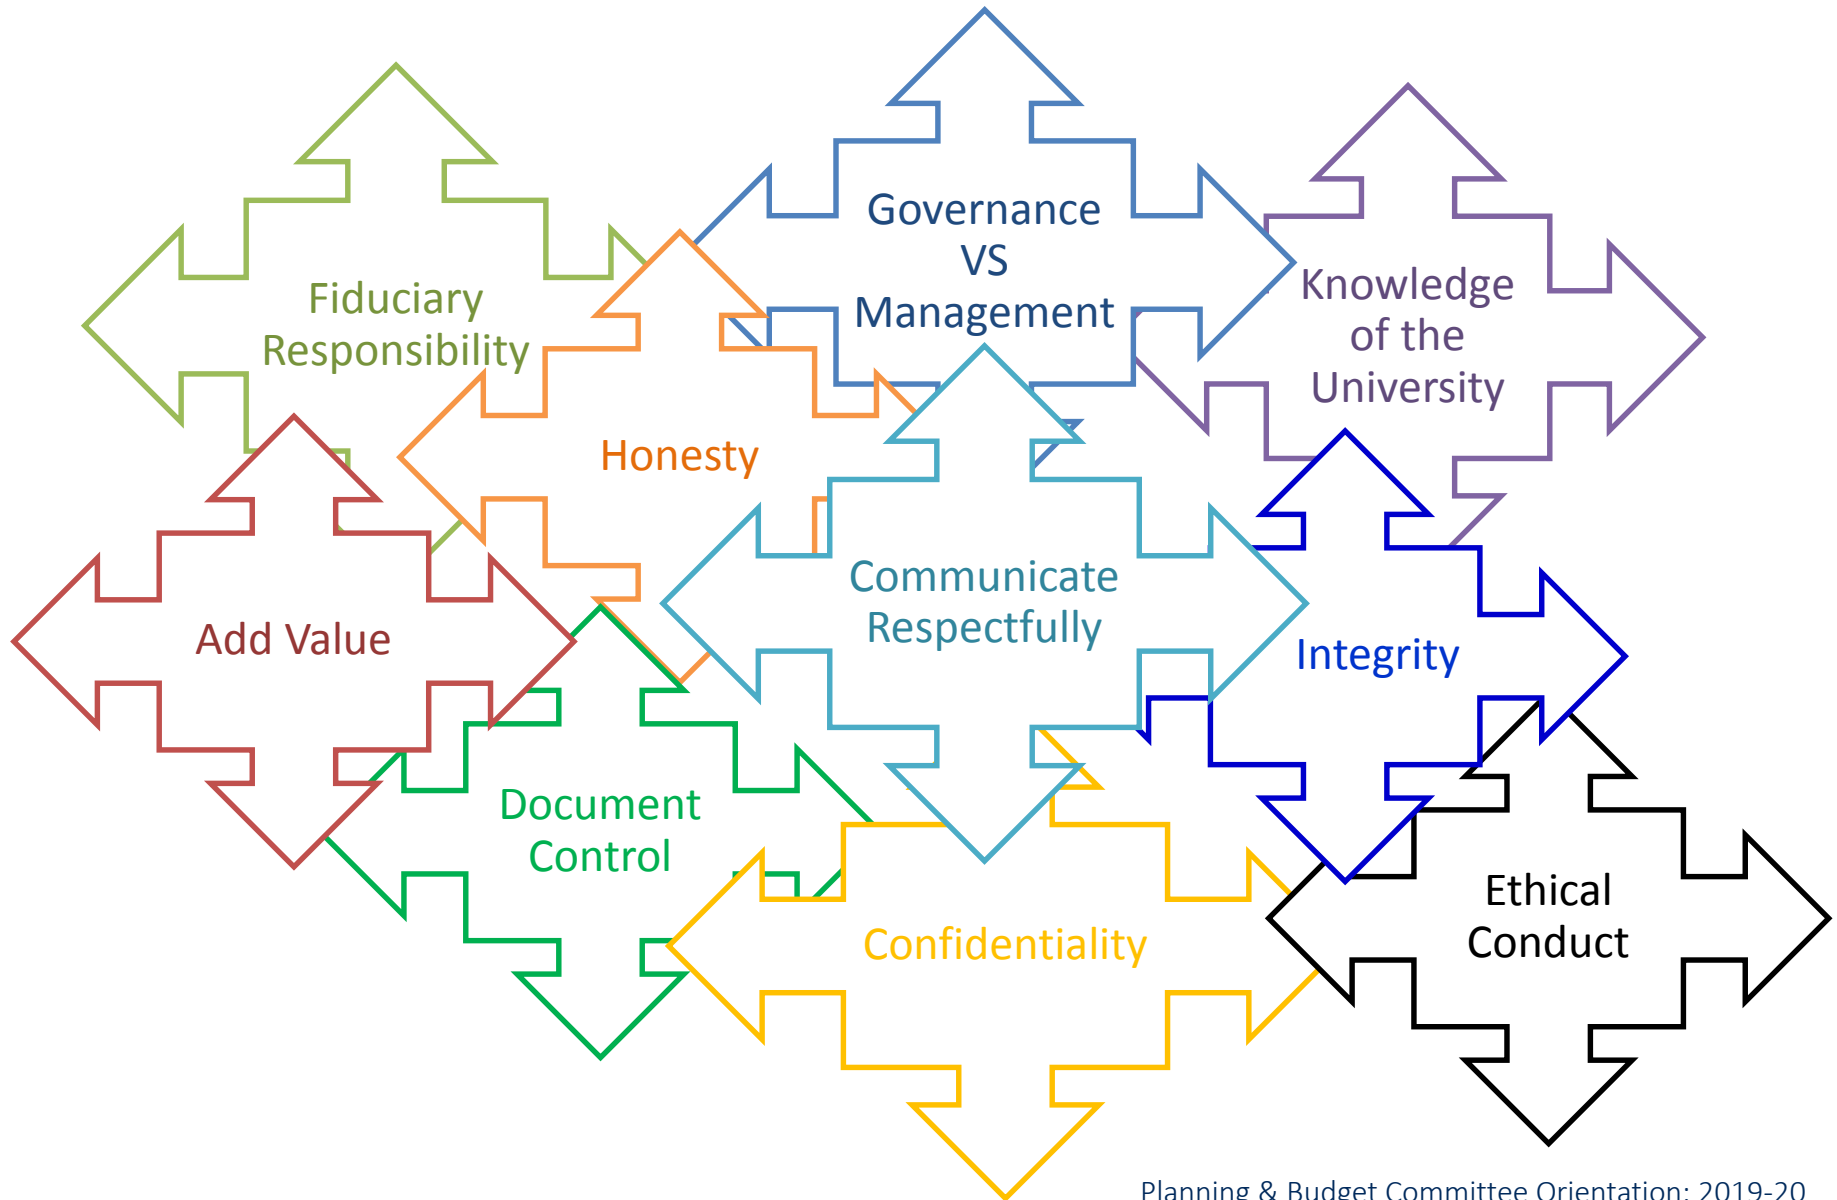 Governance
VS
Management
Fiduciary
Responsibility
Knowledge
of the
University
Honesty
Communicate
Respectfully
Add Value
Integrity
Document
Control
Confidentiality
Ethical
Conduct
Planning & Budget Committee Orientation: 2019-20